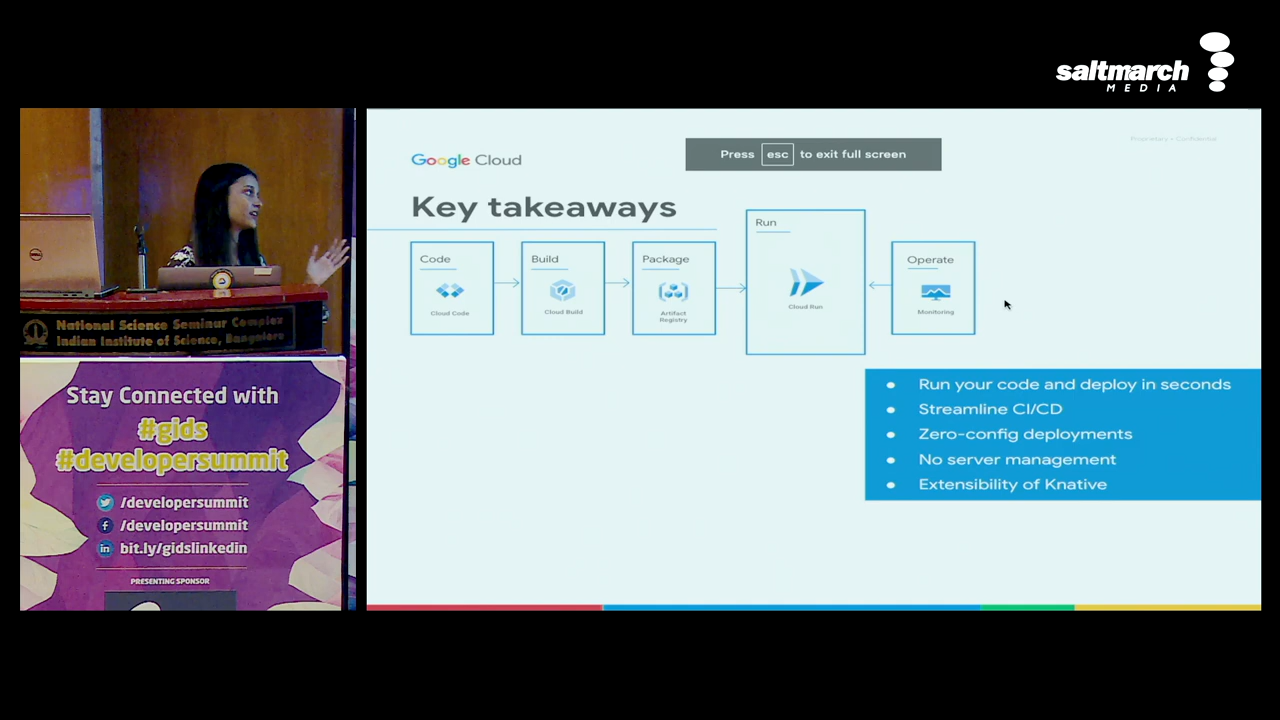 saltmarch
MEDIA
DELL
National Science Seminar Complex
Indian Institute of Science, Bangalore
Stay Connected with
#gids
#developersummit
/developersummit
/developersummit
bit.ly/gidslinkedin
PRESENTING SPONSOR
Google Cloud
Press esc to exit full screen
Proprietary + Confidential
Key takeaways
Code
Cloud Code
Build
Cloud Build
Package
Artifact
Registry
Run
Cloud Run
Operate
Monitoring
• Run your code and deploy in seconds
• Streamline CI/CD
• Zero-config deployments
• No server management
• Extensibility of Knative